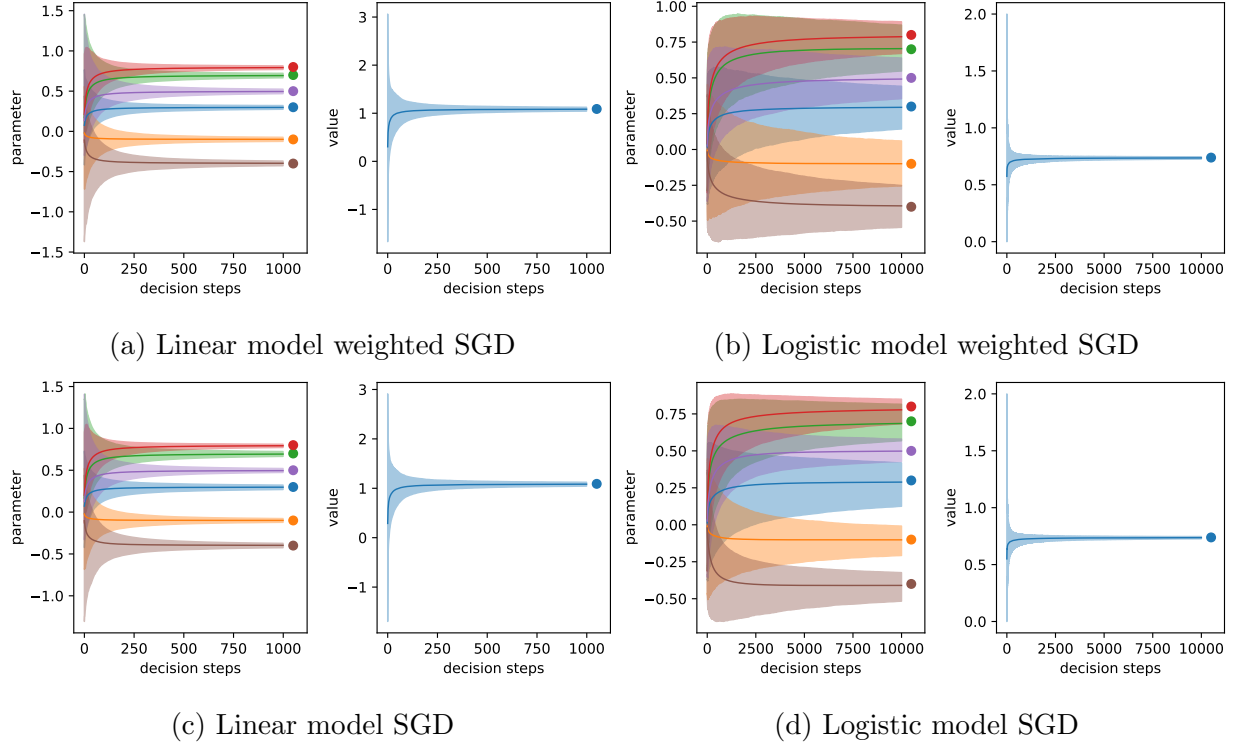 1.5
1.0
0.5
0.0
−0.5
−1.0
−1.5
parameter
0 250 500 750 1000
decision steps
3
2
1
0
−1
value
0 250 500 750 1000
decision steps
(a) Linear model weighted SGD
1.00
0.75
0.50
0.25
0.00
−0.25
−0.50
parameter
0 2500 5000 7500 10000
decision steps
2.0
1.5
1.0
0.5
0.0
value
0 2500 5000 7500 10000
decision steps
(b) Logistic model weighted SGD
1.5
1.0
0.5
0.0
−0.5
−1.0
parameter
0 250 500 750 1000
decision steps
3
2
1
0
−1
value
0 250 500 750 1000
decision steps
(c) Linear model SGD
0.75
0.50
0.25
0.00
−0.25
−0.50
parameter
0 2500 5000 7500 10000
decision steps
2.0
1.5
1.0
0.5
0.0
value
0 2500 5000 7500 10000
decision steps
(d) Logistic model SGD